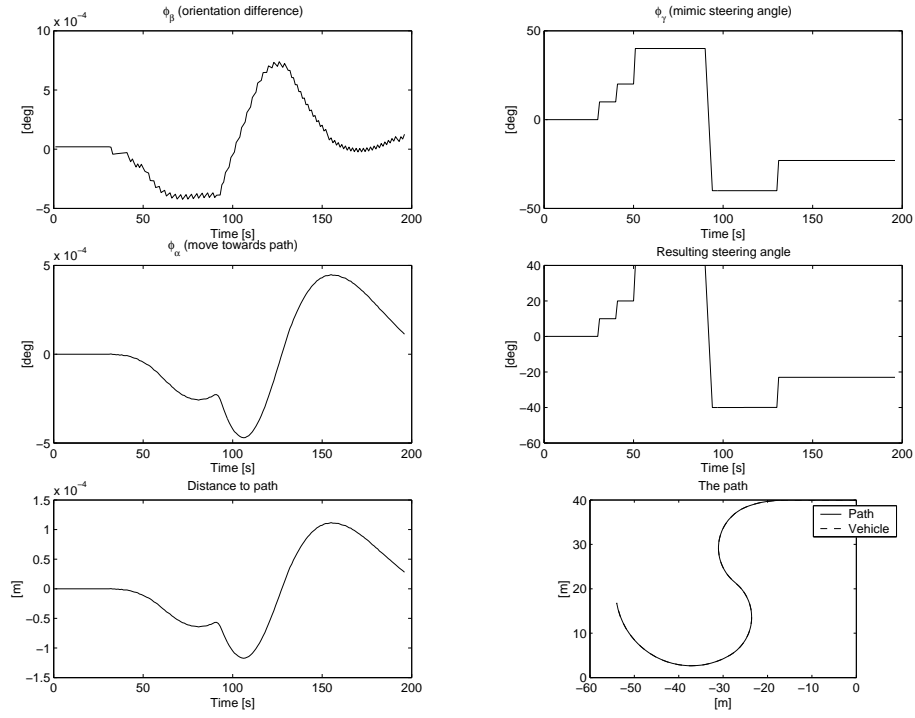 ϕβ (orientation difference)
x 10−4
10
5
0
−5
[deg]
0 50 100 150 200
Time [s]
ϕγ (mimic steering angle)
50
0
−50
[deg]
0 50 100 150 200
Time [s]
ϕα (move towards path)
x 10−4
5
0
−5
[deg]
0 50 100 150 200
Time [s]
Resulting steering angle
40
20
0
−20
−40
−60
[deg]
0 50 100 150 200
Time [s]
Distance to path
x 10−4
1.5
1
0.5
0
−0.5
−1
−1.5
[m]
0 50 100 150 200
Time [s]
The path
40
30
20
10
0
[m]
Path
Vehicle
−60 −50 −40 −30 −20 −10 0
[m]